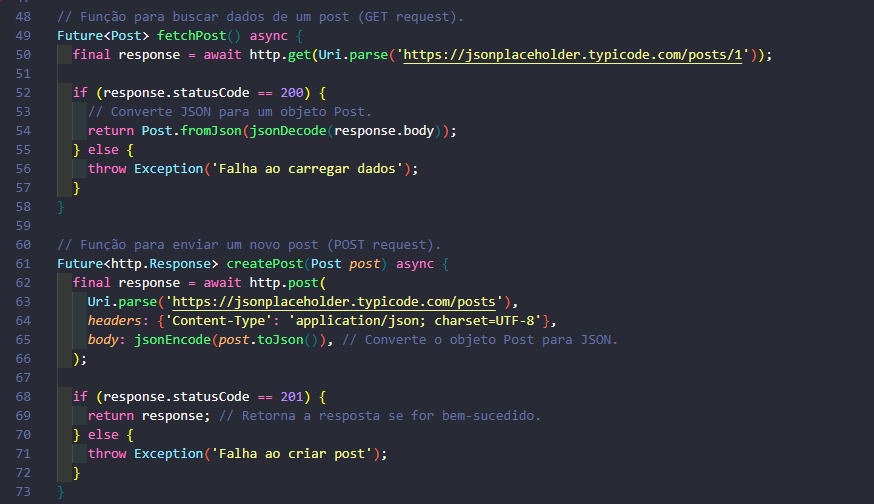 48 // Função para buscar dados de um post (GET request).
49 Future<Post> fetchPost() async {
50   final response = await http.get(Uri.parse('https://jsonplaceholder.typicode.com/posts/1'));
51
52   if (response.statusCode == 200) {
53     // Converte JSON para um objeto Post.
54     return Post.fromJson(jsonDecode(response.body));
55   } else {
56     throw Exception('Falha ao carregar dados');
57   }
58 }
59
60 // Função para enviar um novo post (POST request).
61 Future<http.Response> createPost(Post post) async {
62   final response = await http.post(
63     Uri.parse('https://jsonplaceholder.typicode.com/posts'),
64     headers: {'Content-Type': 'application/json; charset=UTF-8'},
65     body: jsonEncode(post.toJson()), // Converte o objeto Post para JSON.
66   );
67
68   if (response.statusCode == 201) {
69     return response; // Retorna a resposta se for bem-sucedido.
70   } else {
71     throw Exception('Falha ao criar post');
72   }
73 }